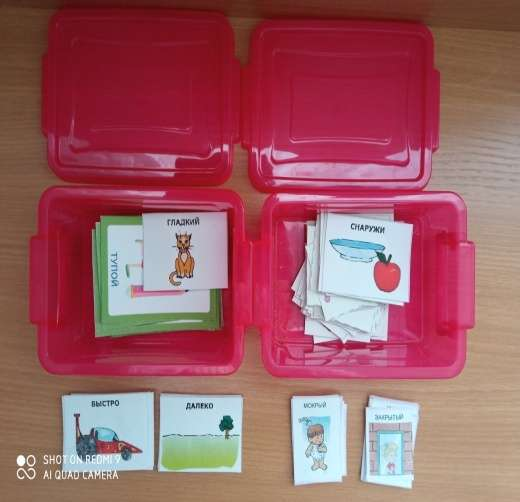 ГЛАДКИЙ
ТУПОЙ
СНАРУЖИ
БЫСТРО
ДАЛЕКО
МОКРЫЙ
ЗАКРЫТЫЙ
SHOT ON REDMI 9
AI QUAD CAMERA